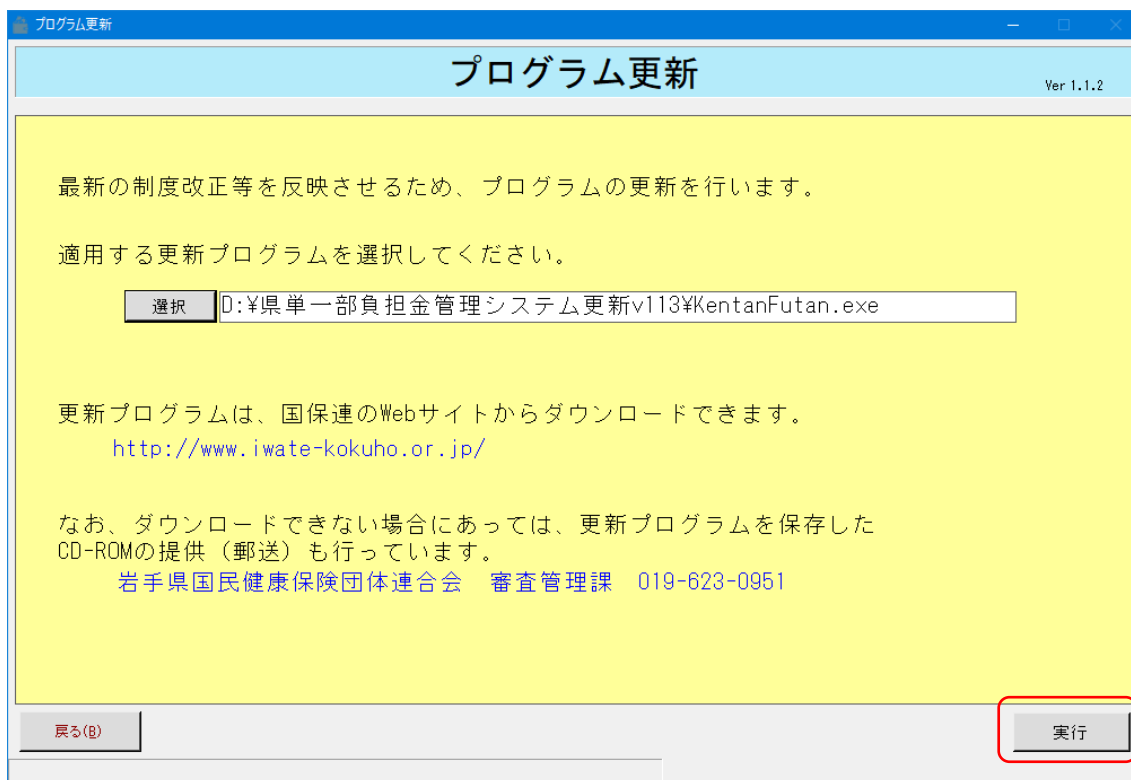 プログラム更新
プログラム更新
Ver 1.1.2
最新の制度改正等を反映させるため、プログラムの更新を行います。
適用する更新プログラムを選択してください。
選択 D:¥県単一部負担金管理システム更新v113¥KentanFutan.exe
更新プログラムは、国保連のWebサイトからダウンロードできます。
http://www.iwate-kokuho.or.jp/
なお、ダウンロードできない場合にあっては、更新プログラムを保存した
CD-ROMの提供（郵送）も行っています。
岩手県国民健康保険団体連合会　審査管理課　019-623-0951
戻る(B)
実行